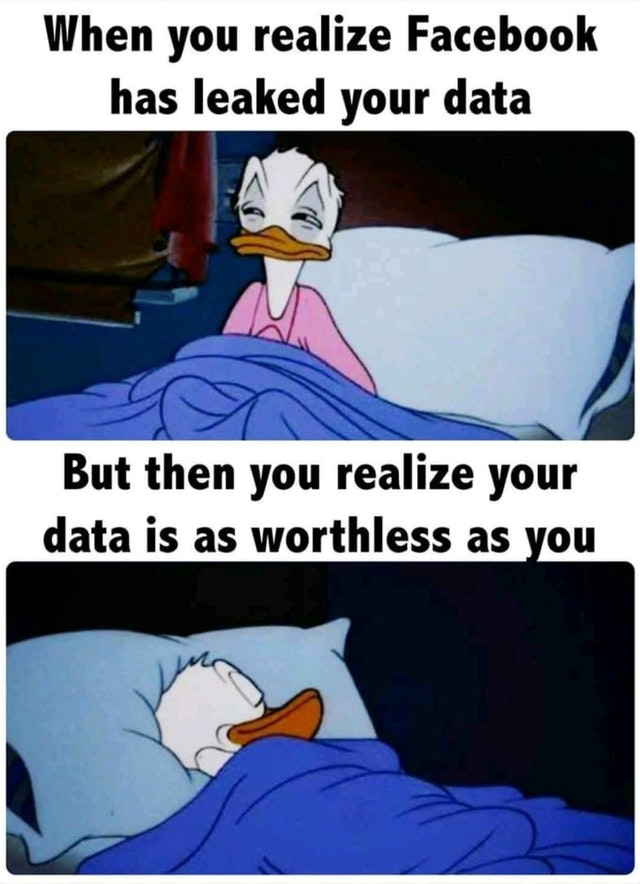 When you realize Facebook
has leaked your data
But then you realize your
data is as worthless as you